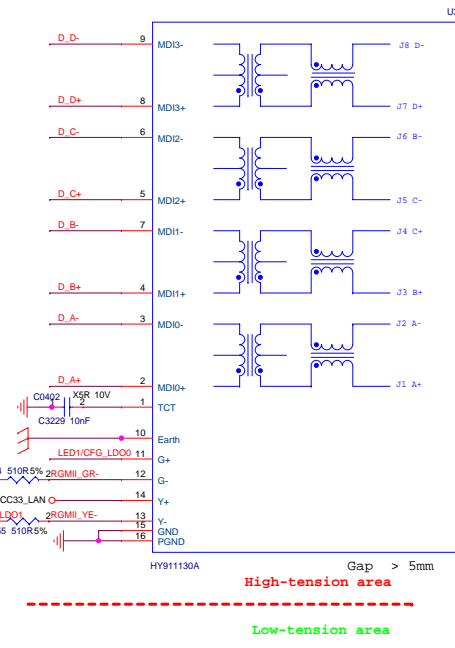 U3
D_D- 9 MDI3- J8 D-
D_D+ 8 MDI3+ J7 D+
D_C- 6 MDI2- J6 B-
D_C+ 5 MDI2+ J5 C-
D_B- 7 MDI1- J4 C+
D_B+ 4 MDI1+ J3 B+
D_A- 3 MDI0- J2 A-
D_A+ 2 MDI0+ J1 A+
C0402 X5R 10V
1 2 1 TCT
C3229 10nF
10 Earth
LED1/CFG_LDO0 11 G+
510R5% 2 RGMII_GR- 12 G-
CC33_LAN 14 Y+
LDO1 2 RGMII_YE- 13 Y-
510R5% 15 GND
16 PGND
HY911130A
Gap > 5mm
High-tension area
Low-tension area